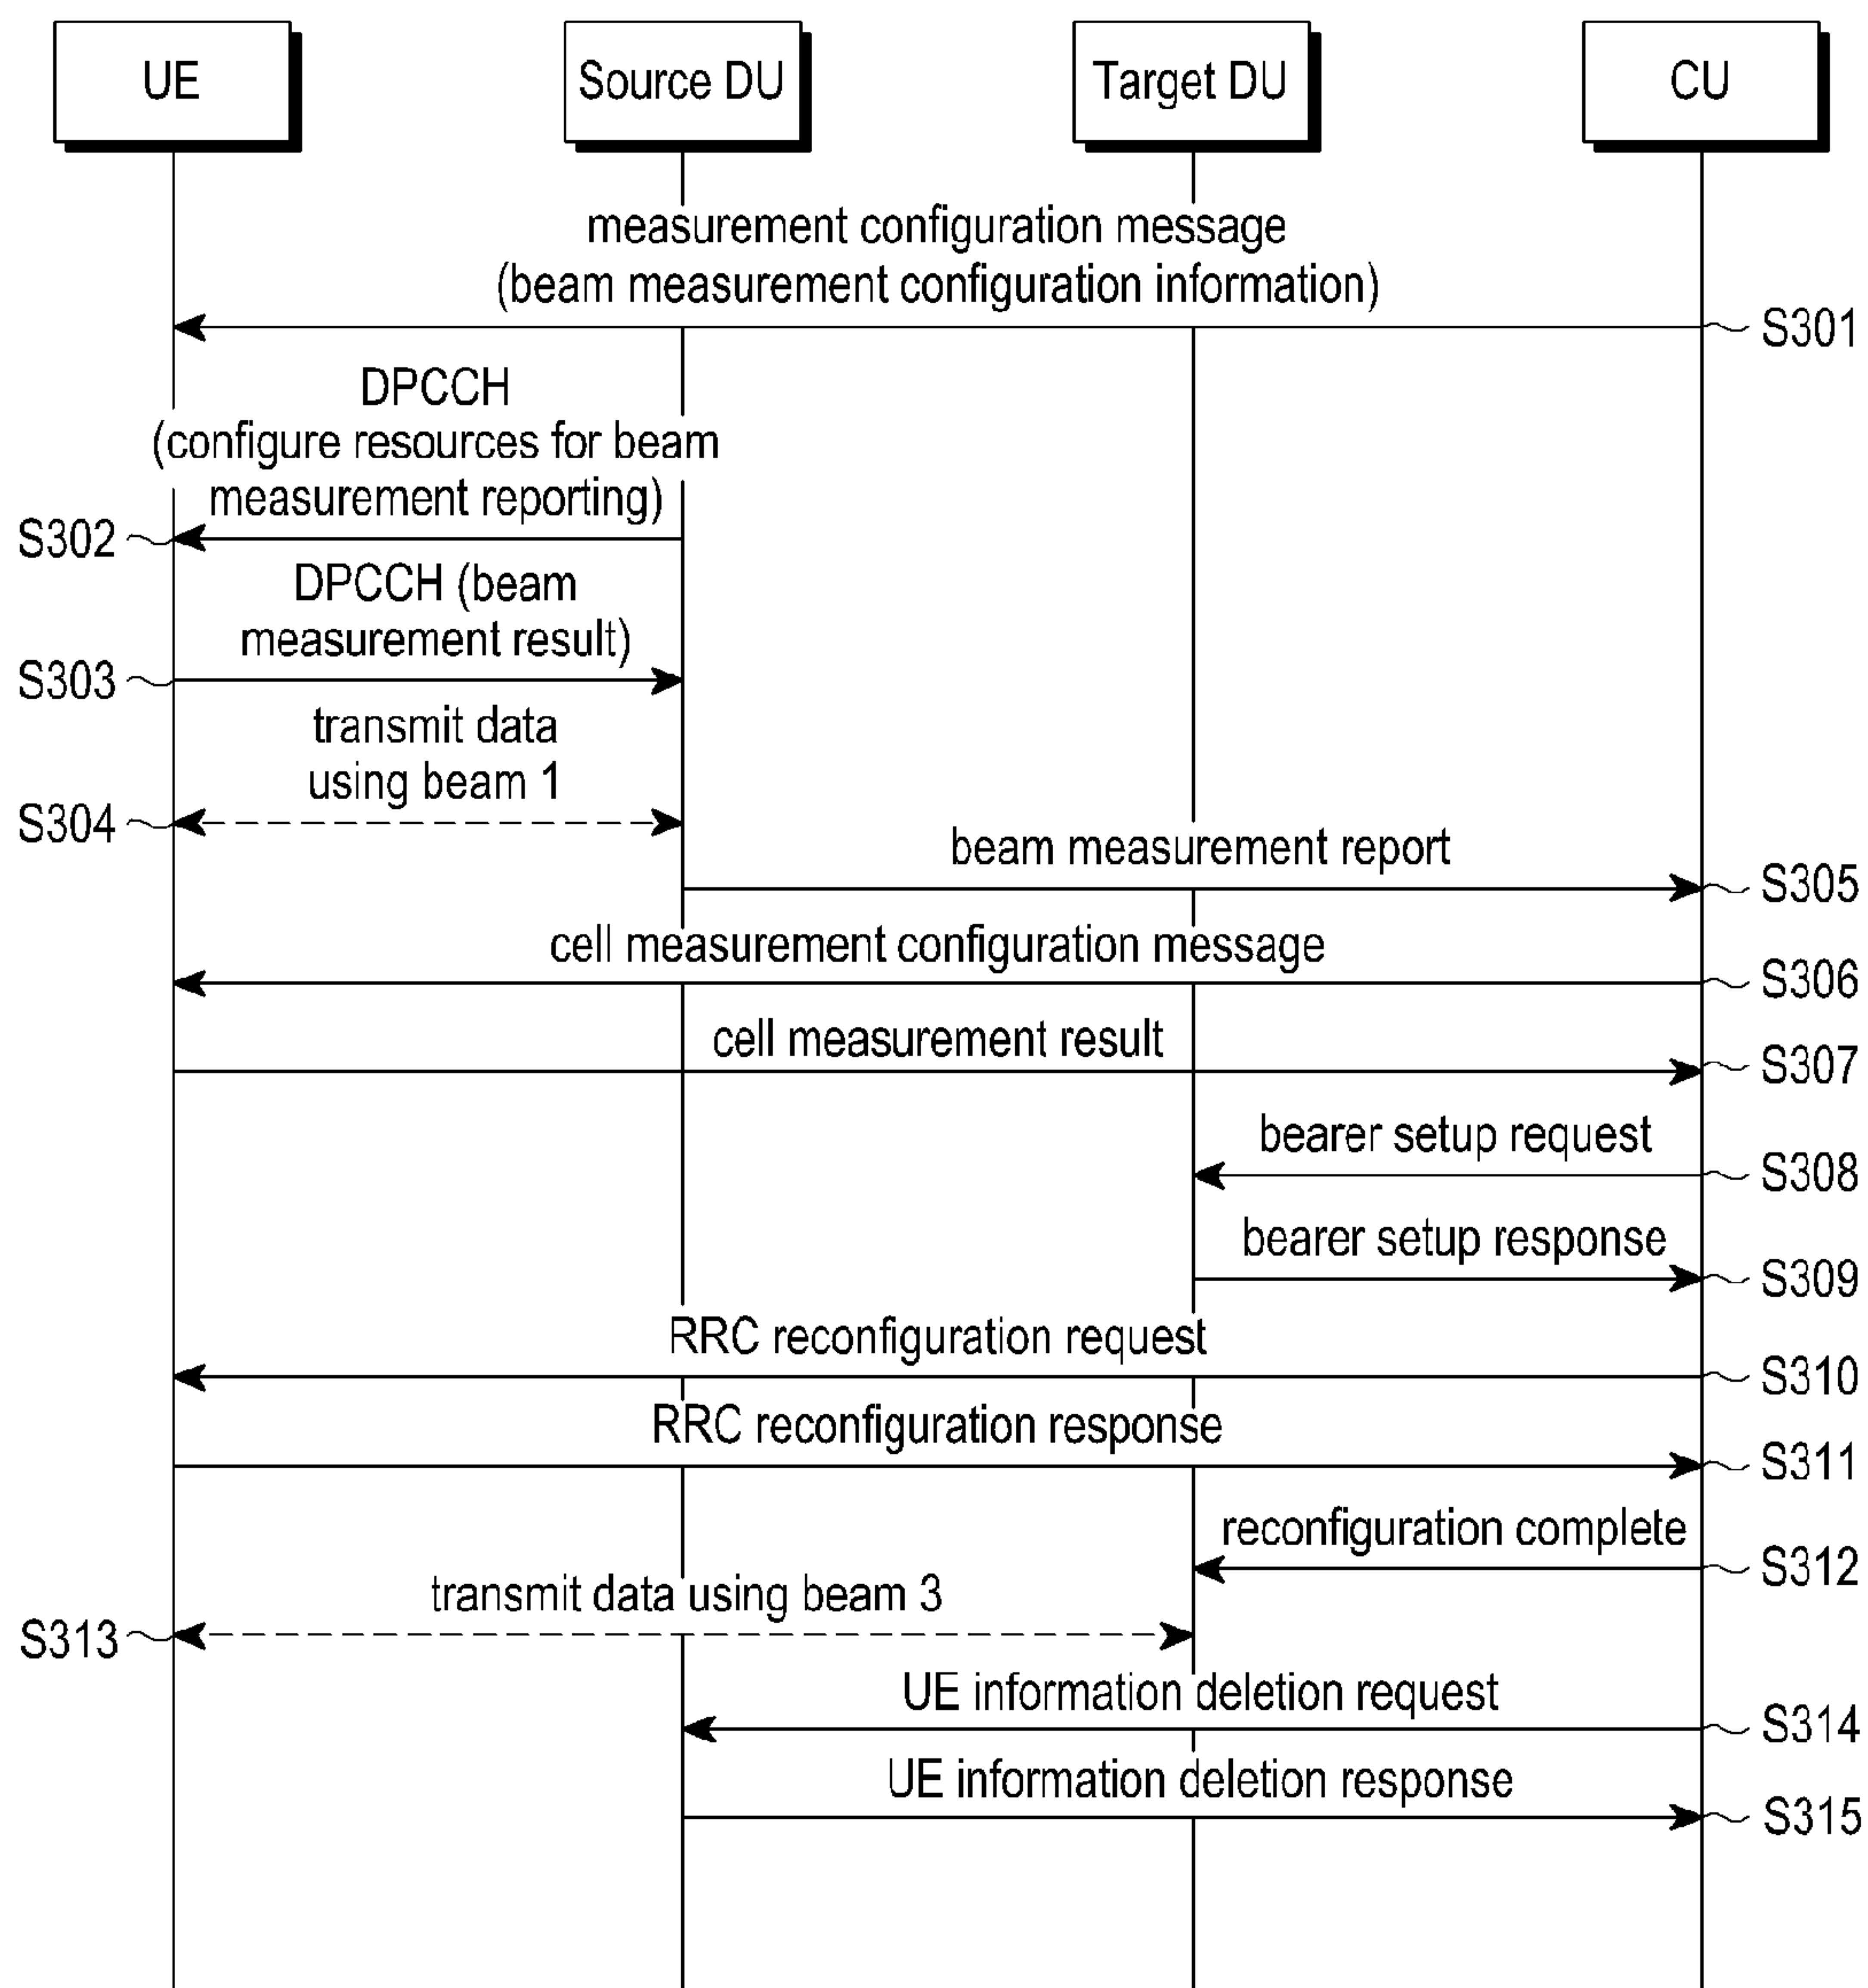 UE
Source DU
Target DU
CU
measurement configuration message
(beam measurement configuration information)
S301
DPCCH
(configure resources for beam
measurement reporting)
S302
DPCCH (beam
measurement result)
S303
transmit data
using beam 1
S304
beam measurement report
S305
cell measurement configuration message
S306
cell measurement result
S307
bearer setup request
S308
bearer setup response
S309
RRC reconfiguration request
S310
RRC reconfiguration response
S311
reconfiguration complete
S312
transmit data using beam 3
S313
UE information deletion request
S314
UE information deletion response
S315